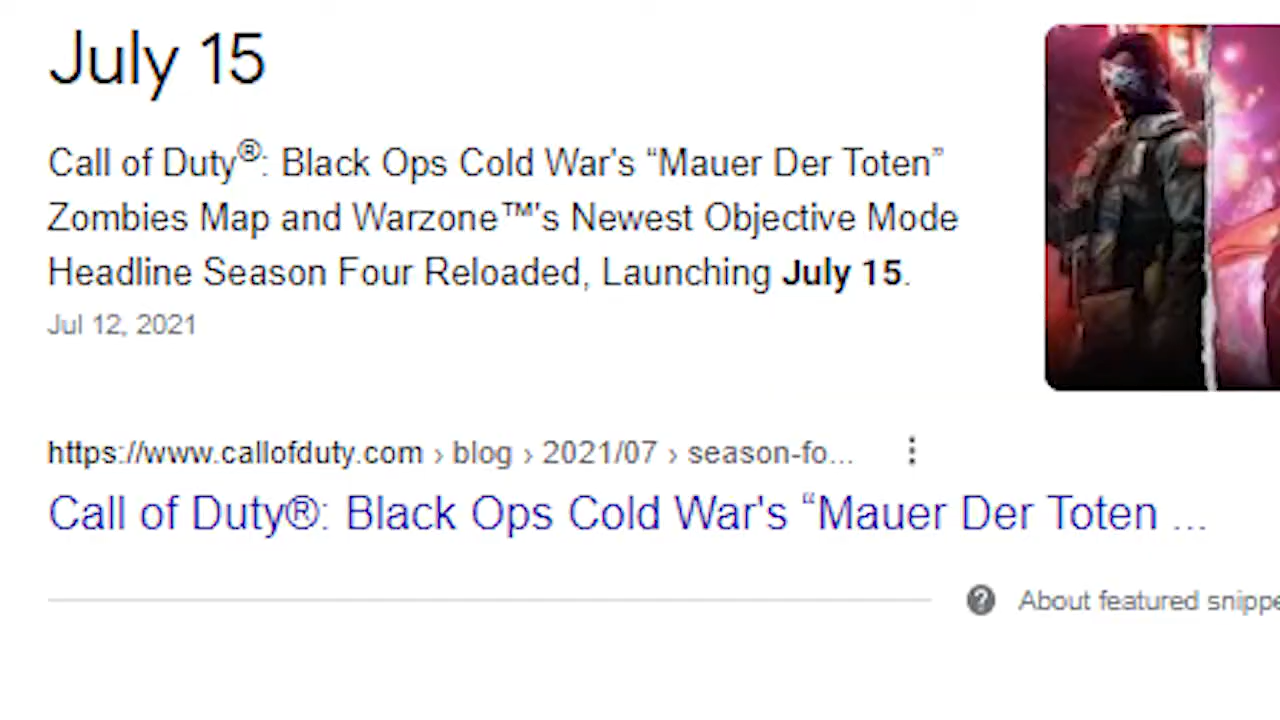 July 15
Call of Duty®: Black Ops Cold War's “Mauer Der Toten”
Zombies Map and Warzone™'s Newest Objective Mode
Headline Season Four Reloaded, Launching July 15.
Jul 12, 2021
https://www.callofduty.com › blog › 2021/07 › season-fo...
Call of Duty®: Black Ops Cold War's “Mauer Der Toten ...
About featured snippe